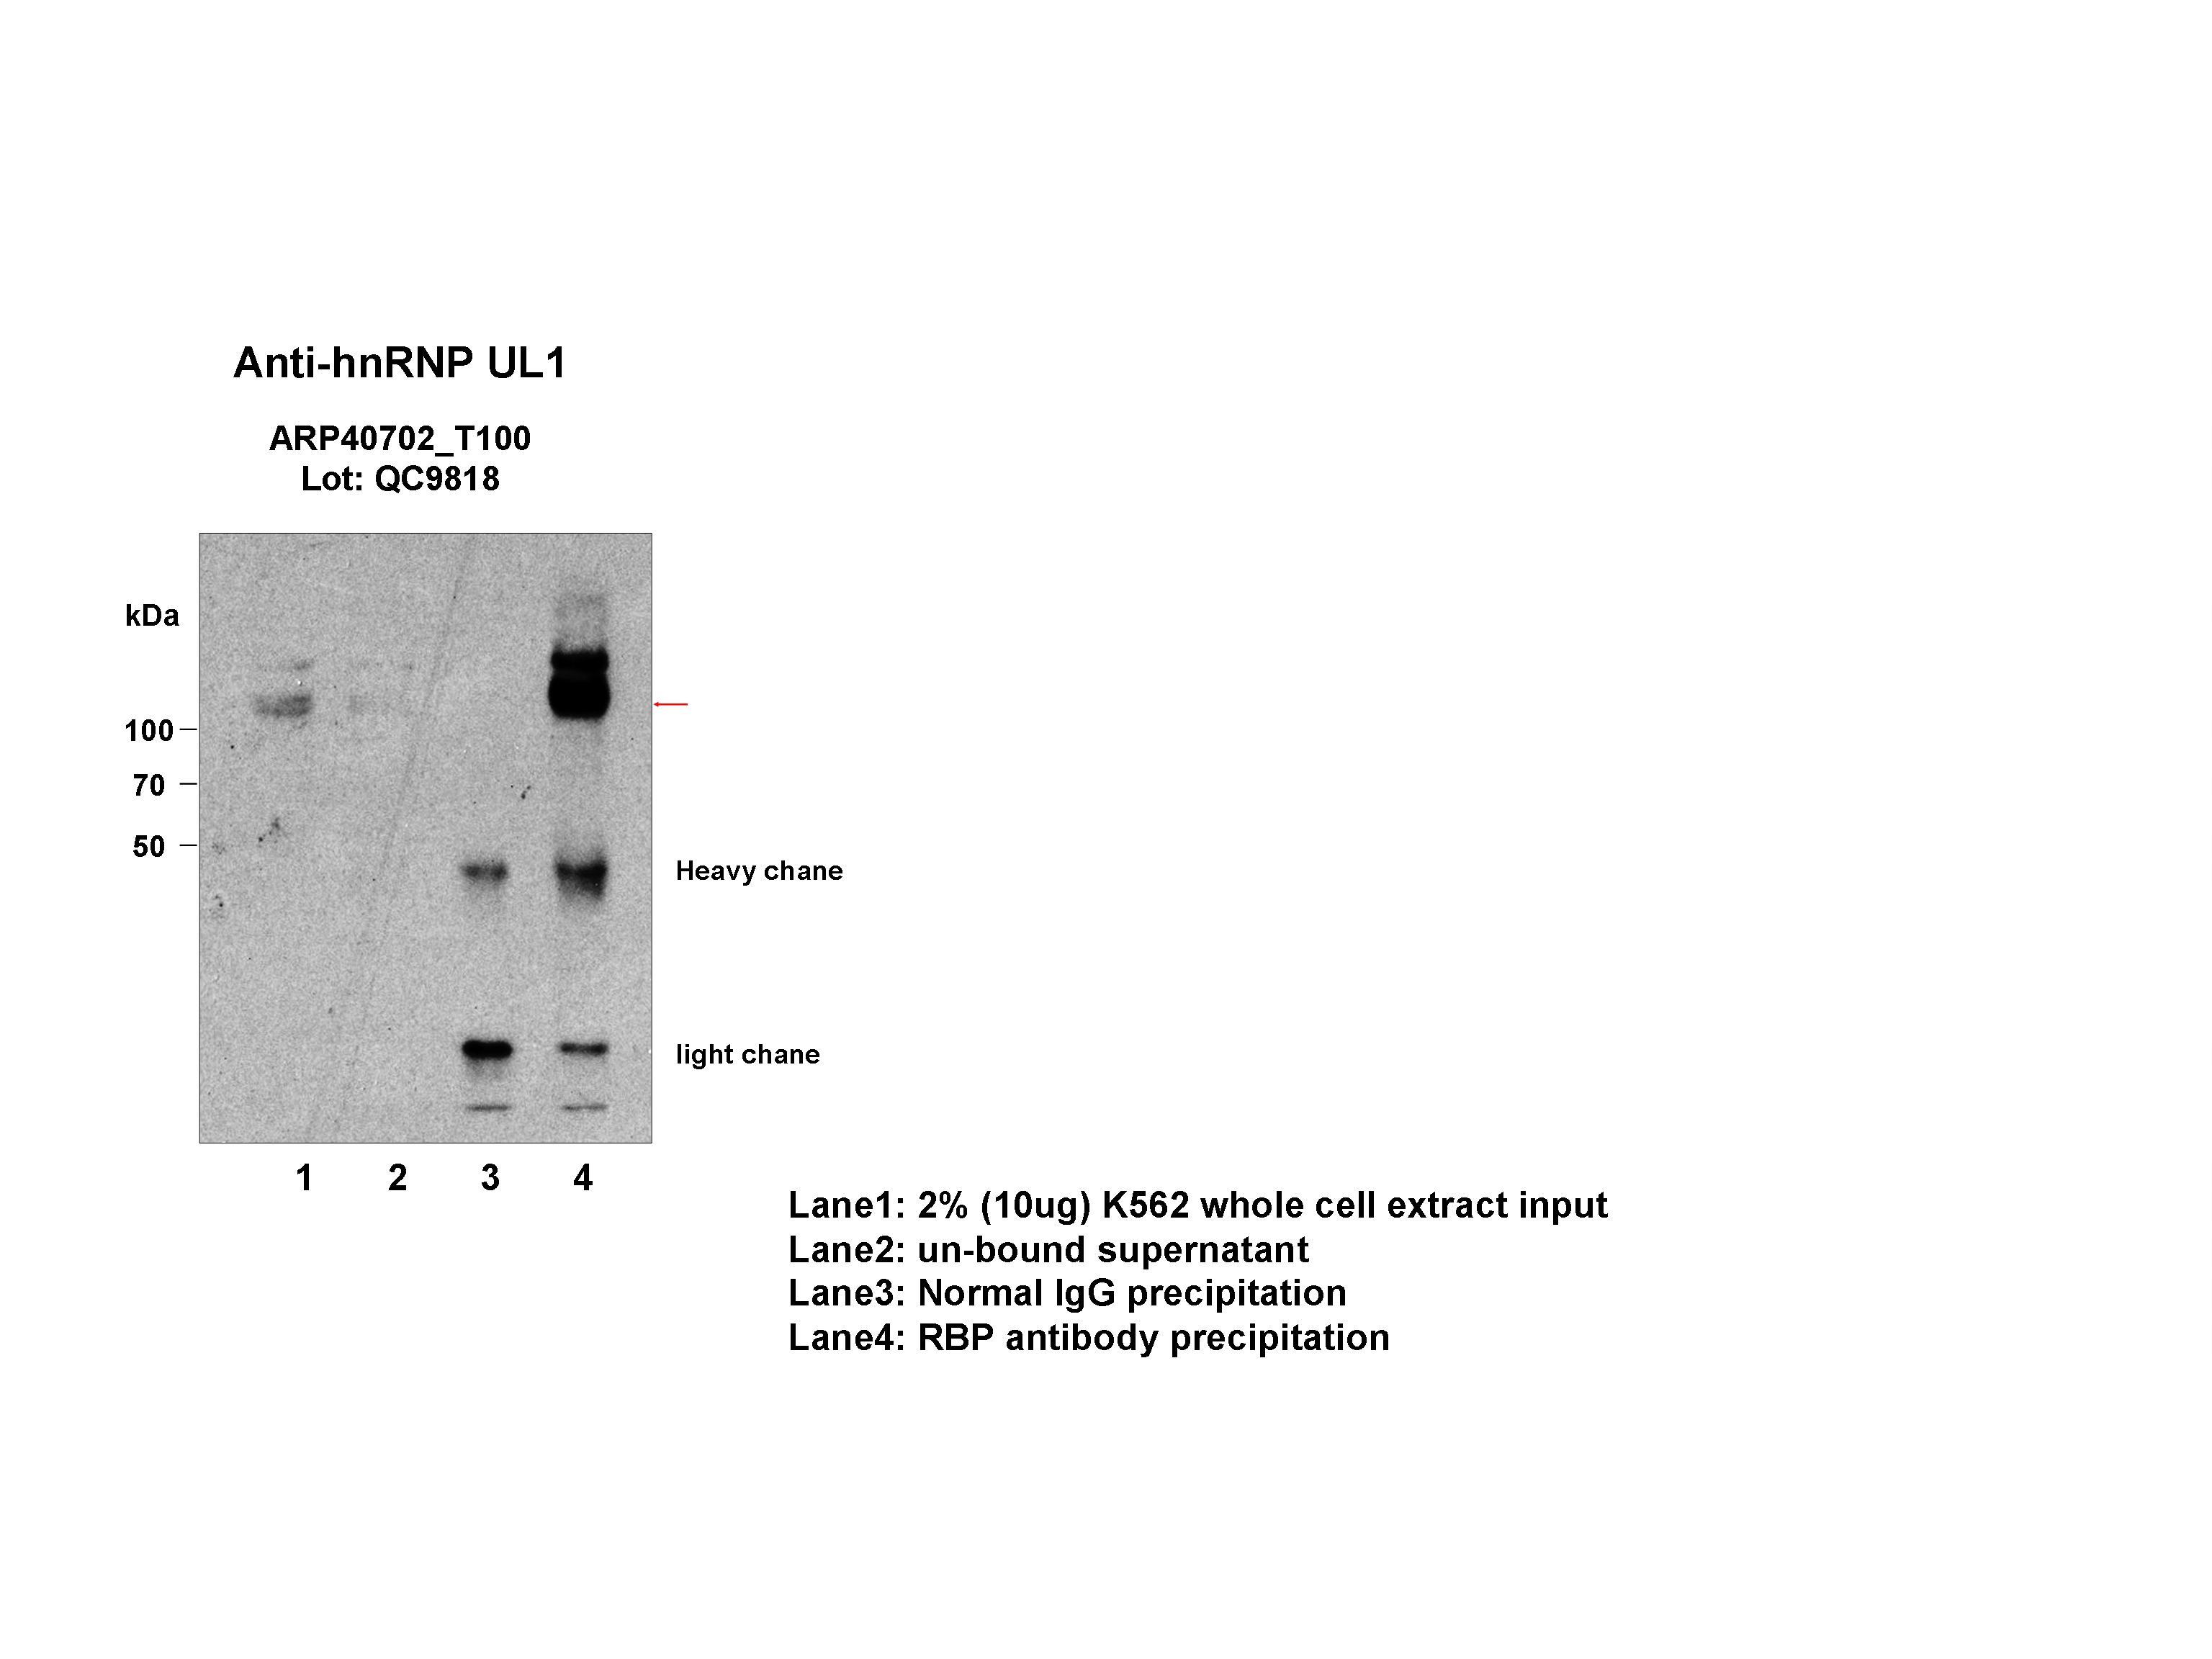 Anti-hnRNP UL1
ARP40702_T100
Lot: QC9818
kDa
100
70
50
Heavy chane
light chane
1 2 3 4
Lane1: 2% (10ug) K562 whole cell extract input
Lane2: un-bound supernatant
Lane3: Normal IgG precipitation
Lane4: RBP antibody precipitation